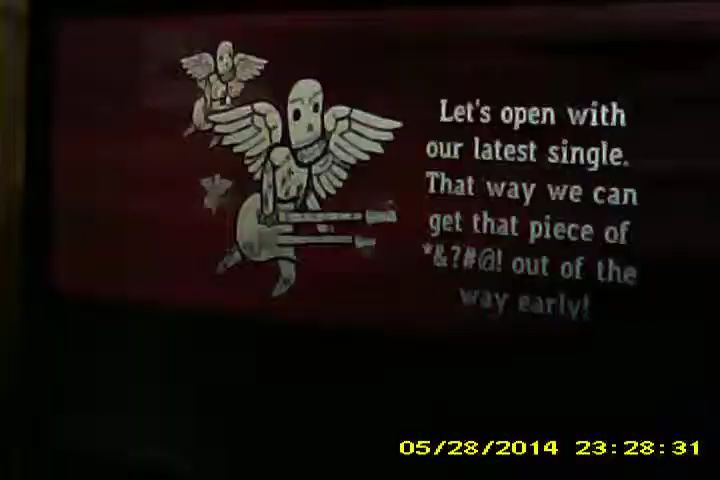 Let's open with
our latest single.
That way we can
get that piece of
*&?#@! out of the
way early!
05/28/2014 23:28:31